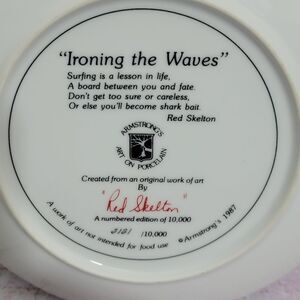 "Ironing the Waves"
Surfing is a lesson in life,
A board between you and fate.
Don't get too sure or careless,
Or else you'll become shark bait.
Red Skelton
ARMSTRONG'S
ART ON PORCELAIN
Created from an original work of art
By
"Red Skelton"
A numbered edition of 10,000
/10,000
A work of art not intended for food use
© Armstrong's 1987